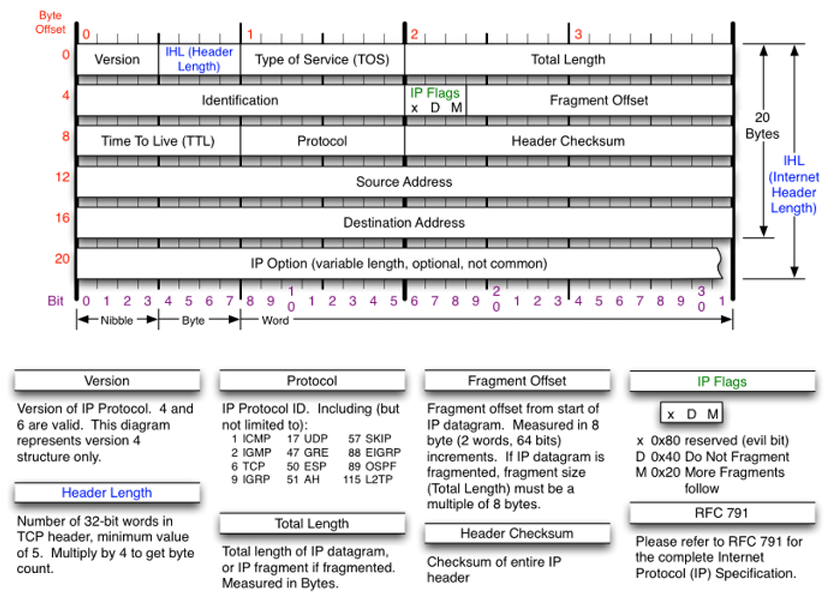 Byte
Offset
0 1 2 3
0 Version IHL (Header Length) Type of Service (TOS) Total Length
4 Identification IP Flags x D M Fragment Offset
8 Time To Live (TTL) Protocol Header Checksum
12 Source Address
16 Destination Address
20 IP Option (variable length, optional, not common)
20
Bytes
IHL
(Internet
Header
Length)
Bit 0 1 2 3 4 5 6 7 8 9 10 1 2 3 4 5 6 7 8 9 20 1 2 3 4 5 6 7 8 9 30 1
Nibble Byte Word
Version
Version of IP Protocol. 4 and
6 are valid. This diagram
represents version 4
structure only.
Header Length
Number of 32-bit words in
TCP header, minimum value
of 5. Multiply by 4 to get byte
count.
Protocol
IP Protocol ID. Including (but
not limited to):
1 ICMP 17 UDP 57 SKIP
2 IGMP 47 GRE 88 EIGRP
6 TCP 50 ESP 89 OSPF
9 IGRP 51 AH 115 L2TP
Total Length
Total length of IP datagram,
or IP fragment if fragmented.
Measured in Bytes.
Fragment Offset
Fragment offset from start of
IP datagram. Measured in 8
byte (2 words, 64 bits)
increments. If IP datagram is
fragmented, fragment size
(Total Length) must be a
multiple of 8 bytes.
Header Checksum
Checksum of entire IP
header
IP Flags
x D M
x 0x80 reserved (evil bit)
D 0x40 Do Not Fragment
M 0x20 More Fragments
follow
RFC 791
Please refer to RFC 791 for
the complete Internet
Protocol (IP) Specification.